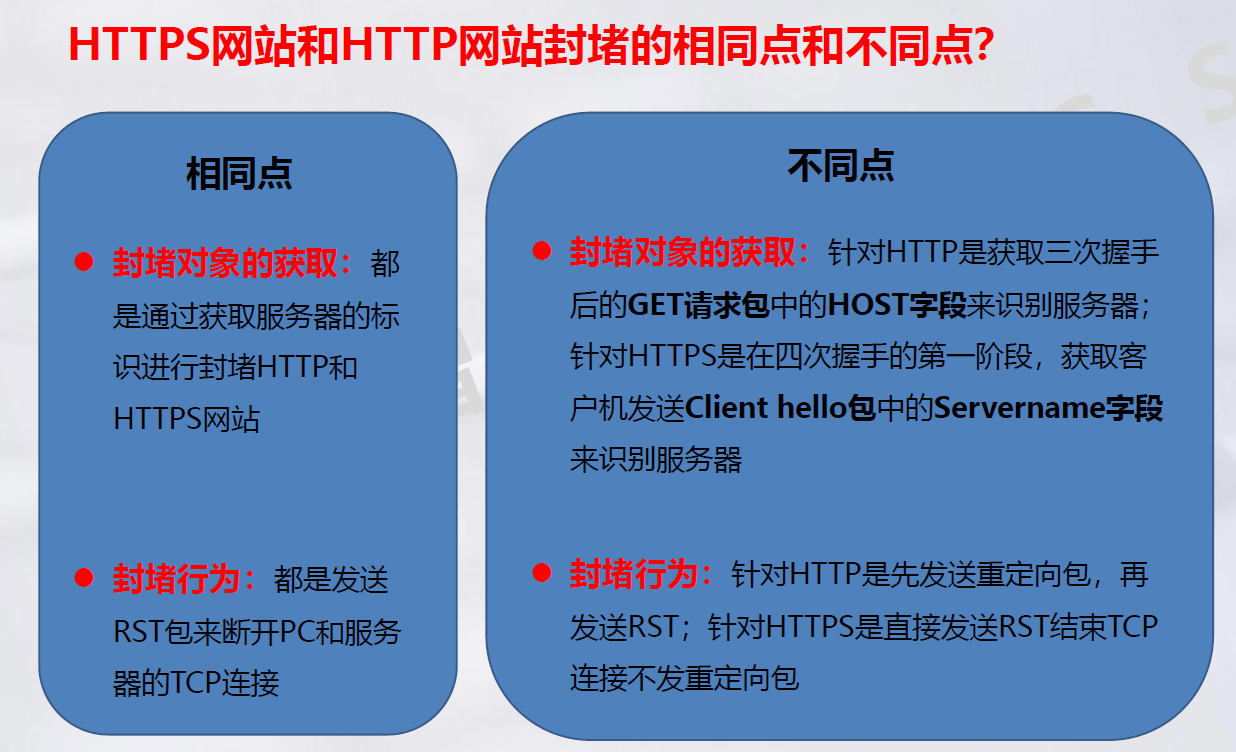 HTTPS网站和HTTP网站封堵的相同点和不同点?
相同点
封堵对象的获取：都
是通过获取服务器的标
识进行封堵HTTP和
HTTPS网站
封堵行为：都是发送
RST包来断开PC和服务
器的TCP连接
不同点
封堵对象的获取：针对HTTP是获取三次握手
后的GET请求包中的HOST字段来识别服务器；
针对HTTPS是在四次握手的第一阶段，获取客
户机发送Client hello包中的Servername字段
来识别服务器
封堵行为：针对HTTP是先发送重定向包，再
发送RST；针对HTTPS是直接发送RST结束TCP
连接不发重定向包